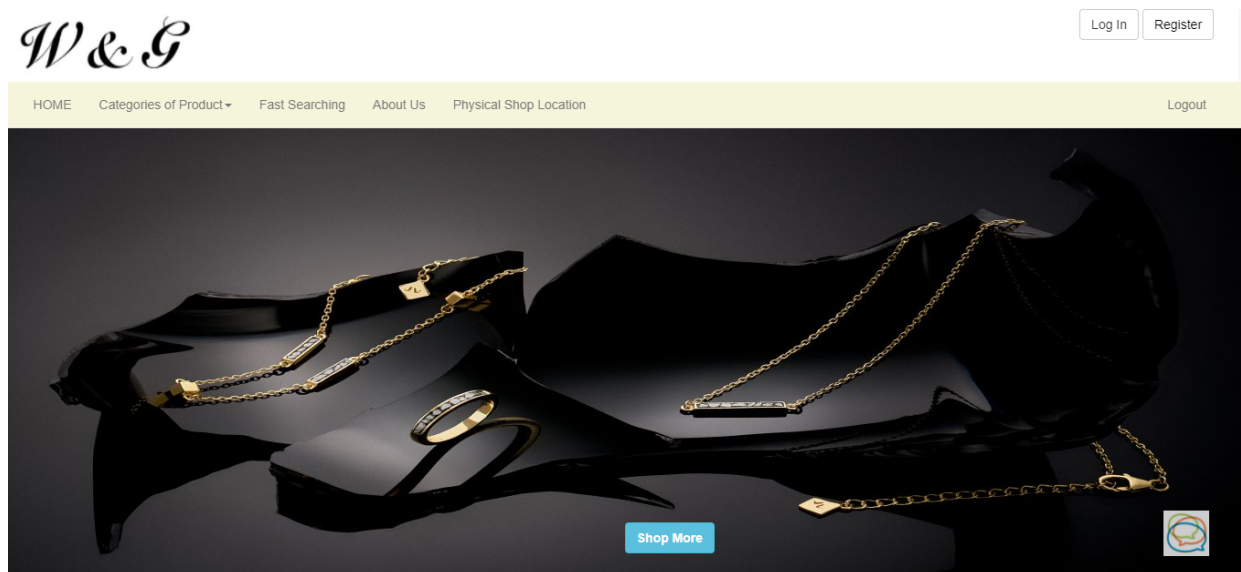 W & G
Log In Register
HOME Categories of Product Fast Searching About Us Physical Shop Location Logout
Shop More